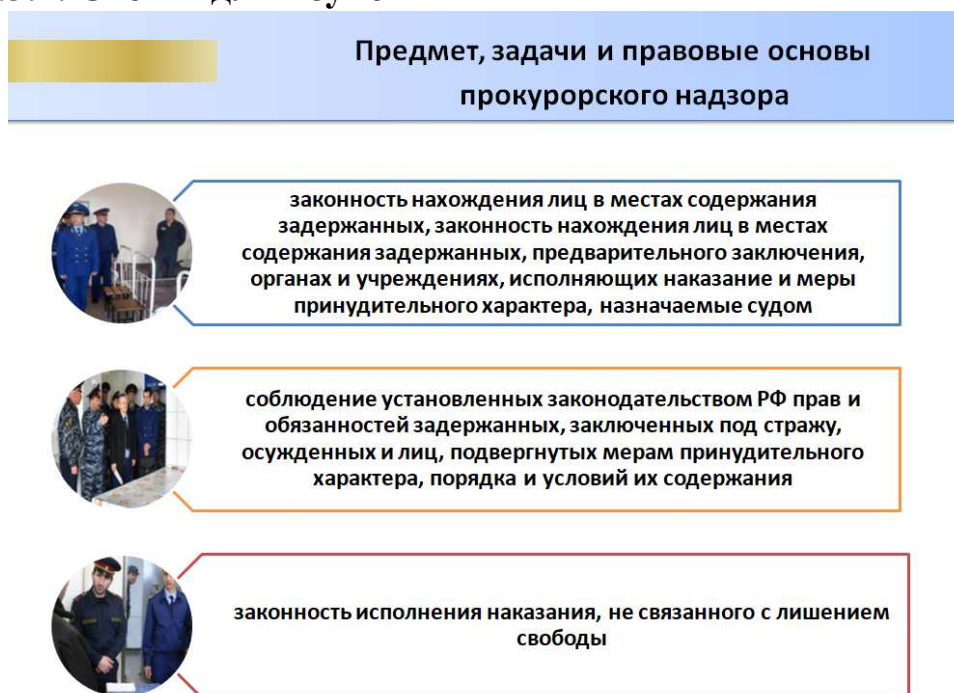 Предмет, задачи и правовые основы
прокурорского надзора
законность нахождения лиц в местах содержания
задержанных, законность нахождения лиц в местах
содержания задержанных, предварительного заключения,
органах и учреждениях, исполняющих наказание и меры
принудительного характера, назначаемые судом
соблюдение установленных законодательством РФ прав и
обязанностей задержанных, заключенных под стражу,
осужденных и лиц, подвергнутых мерам принудительного
характера, порядка и условий их содержания
законность исполнения наказания, не связанного с лишением
свободы